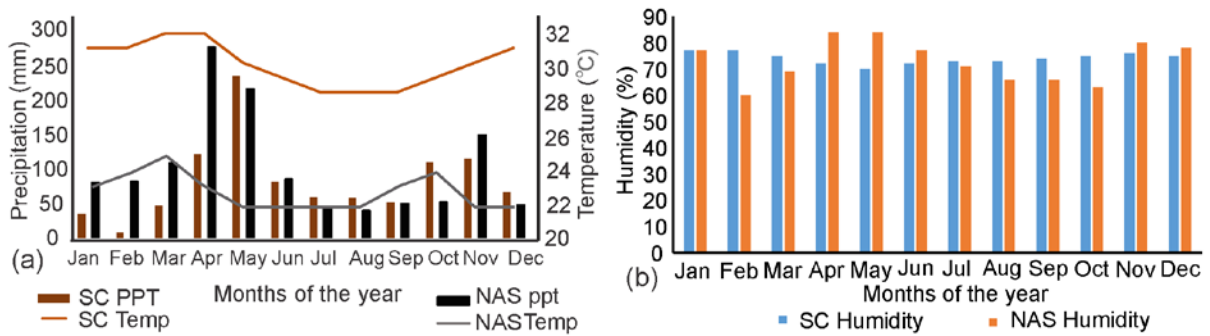 (a)
Precipitation (mm)
300
250
200
150
100
50
0
32
30
28
26
24
22
20
Temperature (°C)
Jan Feb Mar Apr May Jun Jul Aug Sep Oct Nov Dec
Months of the year
SC PPT
NAS ppt
SC Temp
NAS Temp
(b)
Humidity (%)
90
80
70
60
50
40
30
20
10
0
Jan Feb Mar Apr May Jun Jul Aug Sep Oct Nov Dec
Months of the year
SC Humidity
NAS Humidity